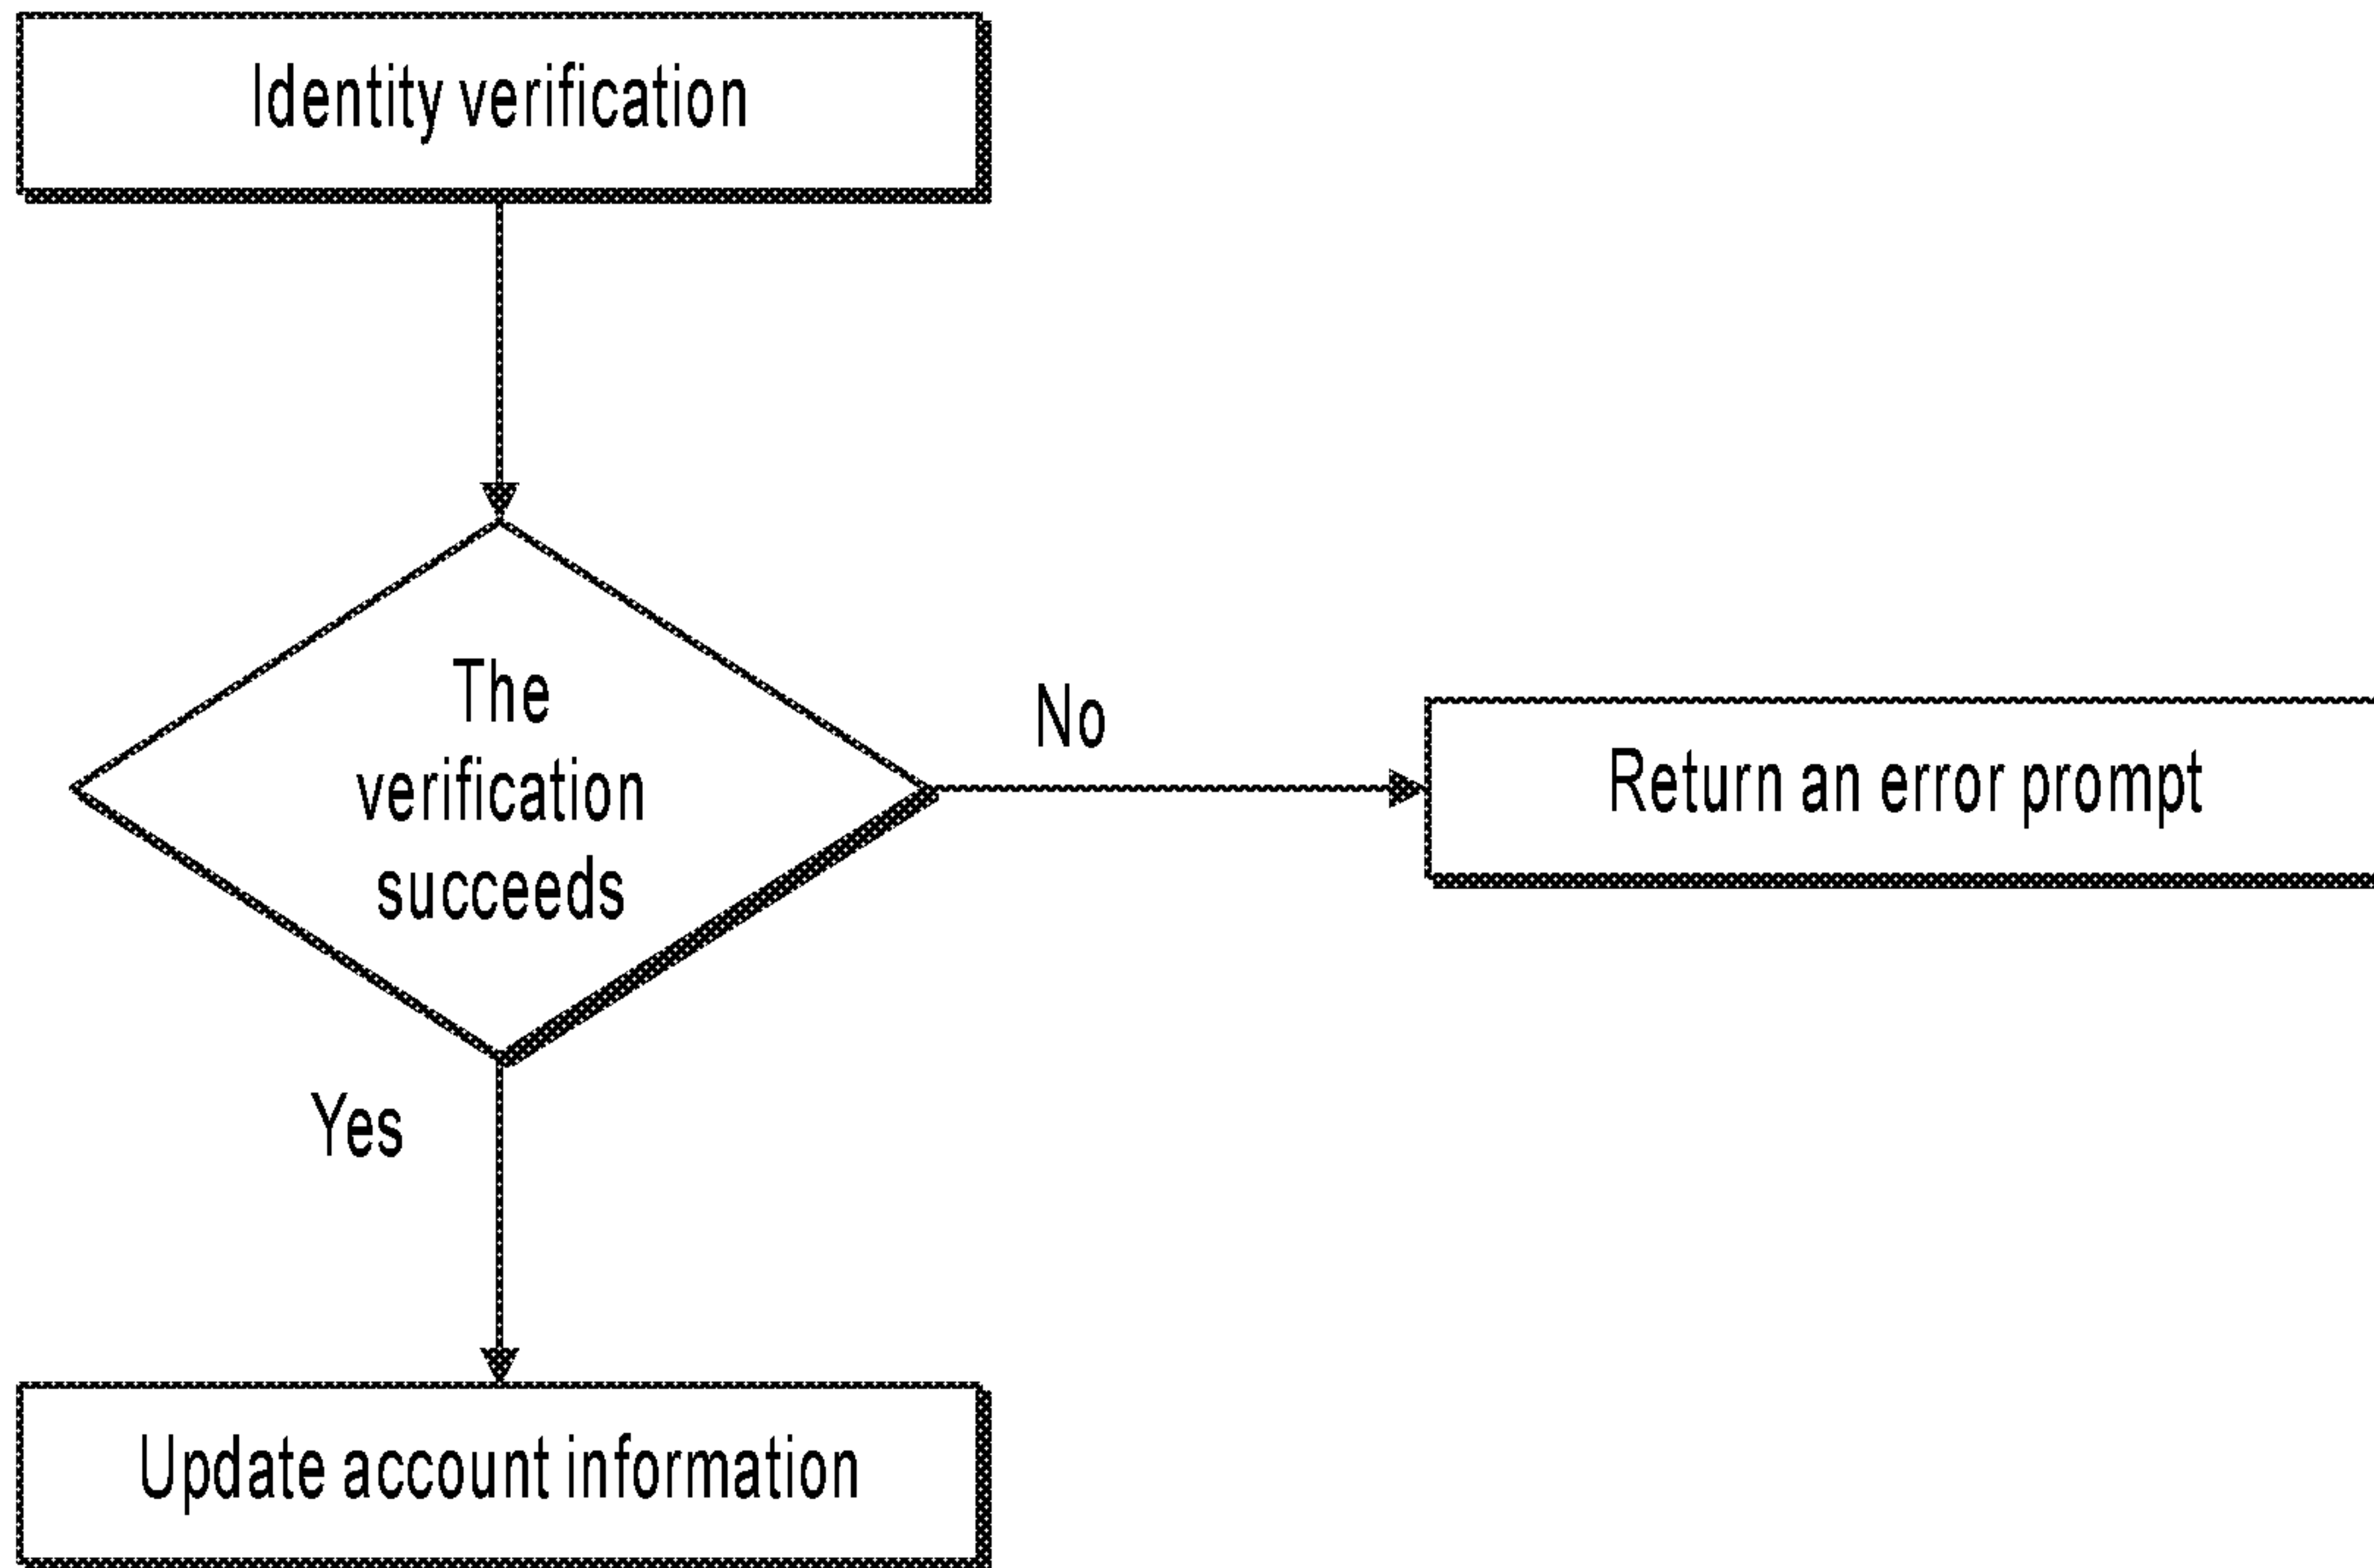 Identity verification
The
verification
succeeds
No
Return an error prompt
Yes
Update account information